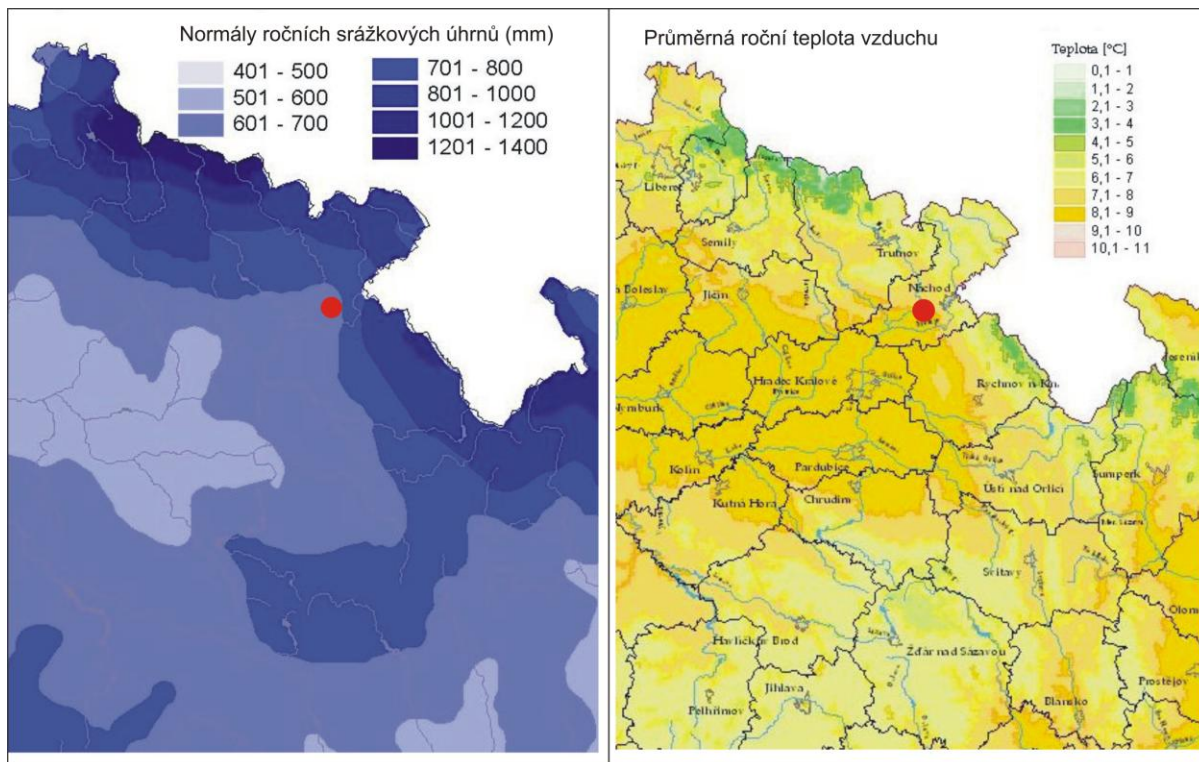 Normály ročních srážkových úhrnů (mm)
401 - 500
501 - 600
601 - 700
701 - 800
801 - 1000
1001 - 1200
1201 - 1400
Průměrná roční teplota vzduchu
Teplota [°C]
0,1 - 1
1,1 - 2
2,1 - 3
3,1 - 4
4,1 - 5
5,1 - 6
6,1 - 7
7,1 - 8
8,1 - 9
9,1 - 10
10,1 - 11
Liberec
Semily
Trutnov
Náchod
Boleslav
Jičín
Hradec Králové
Rychnov n Kn.
Nymburk
Kolín
Pardubice
Ústí nad Orlicí
Šumperk
Kutná Hora
Chrudim
Svitavy
Havlíčkův Brod
Žďár nad Sázavou
Prostějov
Jihlava
Pelhřimov
Blansko